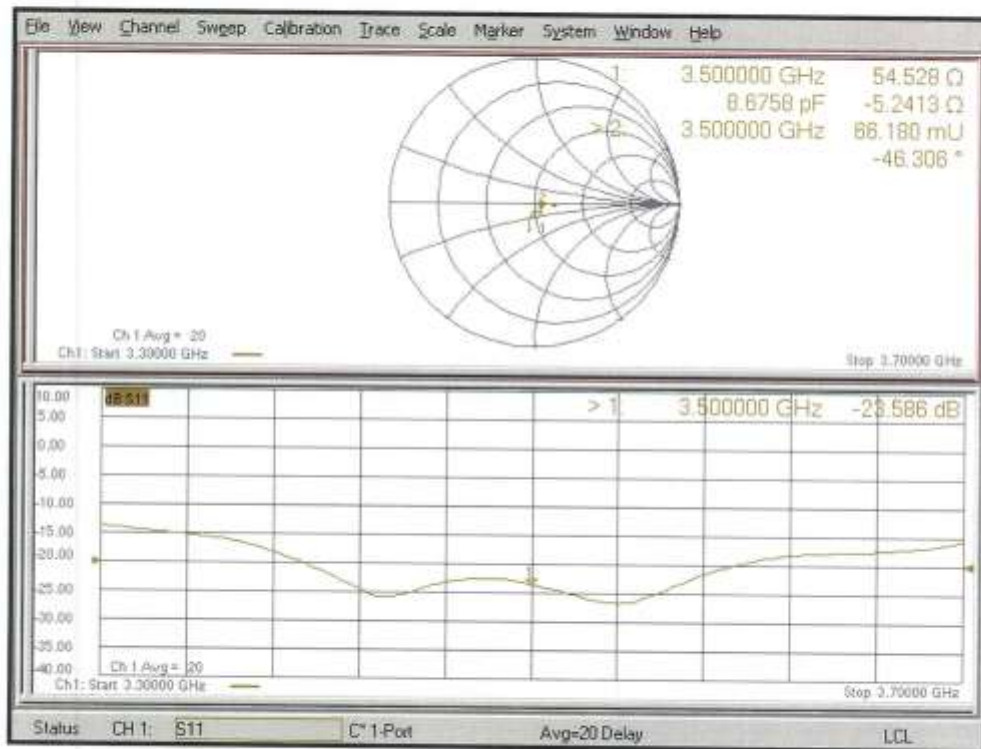 File View Channel Sweep Calibration Trace Scale Marker System Window Help
1: 3.500000 GHz 54.528 Ω
8.6758 pF -5.2413 Ω
> 2: 3.500000 GHz 66.180 mU
-46.306 °
Ch 1 Avg = 20
Ch1: Start 3.30000 GHz
Stop 3.70000 GHz
10.00
dB S11
> 1: 3.500000 GHz -23.586 dB
5.00
0.00
-5.00
-10.00
-15.00
-20.00
-25.00
-30.00
-35.00
-40.00
1
Ch 1 Avg = 20
Ch1: Start 3.30000 GHz
Stop 3.70000 GHz
Status CH 1: S11 C* 1-Port Avg=20 Delay LCL